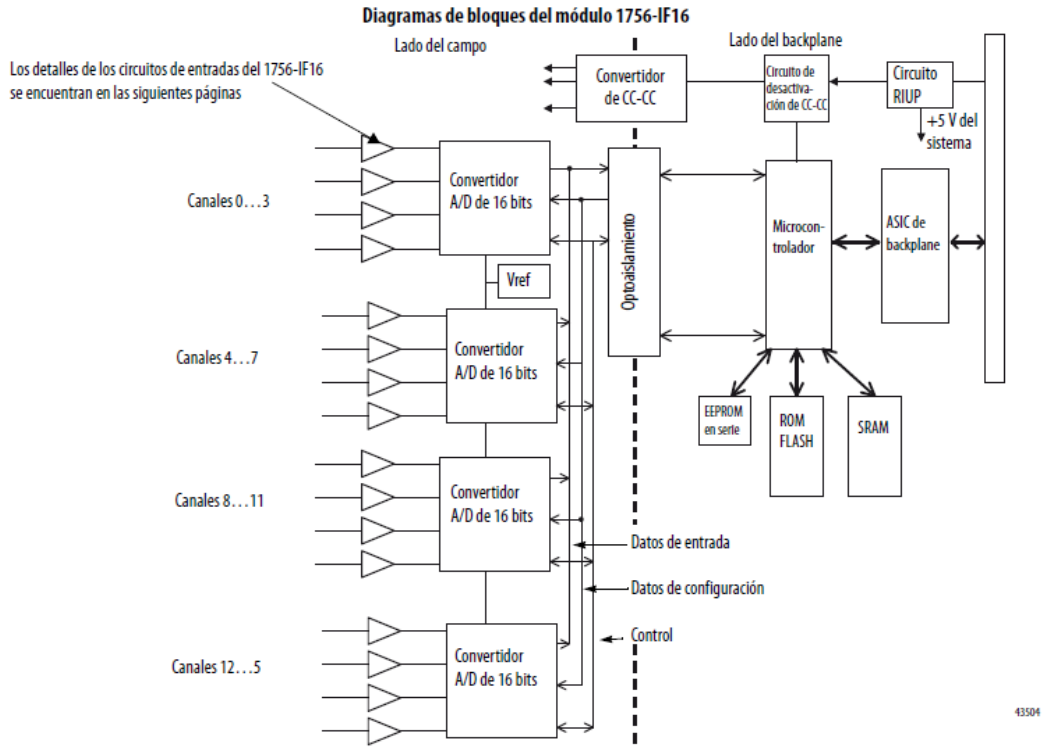 Diagramas de bloques del módulo 1756-IF16
Lado del campo
Lado del backplane
Los detalles de los circuitos de entradas del 1756-IF16
se encuentran en las siguientes páginas
Convertidor
de CC-CC
Circuito de
desactiva-
ción de CC-CC
Circuito
RIUP
+5 V del
sistema
Canales 0…3
Convertidor
A/D de 16 bits
Optoaislamiento
Microcon-
trolador
ASIC de
backplane
Vref
Canales 4…7
Convertidor
A/D de 16 bits
EEPROM
en serie
ROM
FLASH
SRAM
Canales 8…11
Convertidor
A/D de 16 bits
Datos de entrada
Datos de configuración
Control
Canales 12…5
Convertidor
A/D de 16 bits
43504